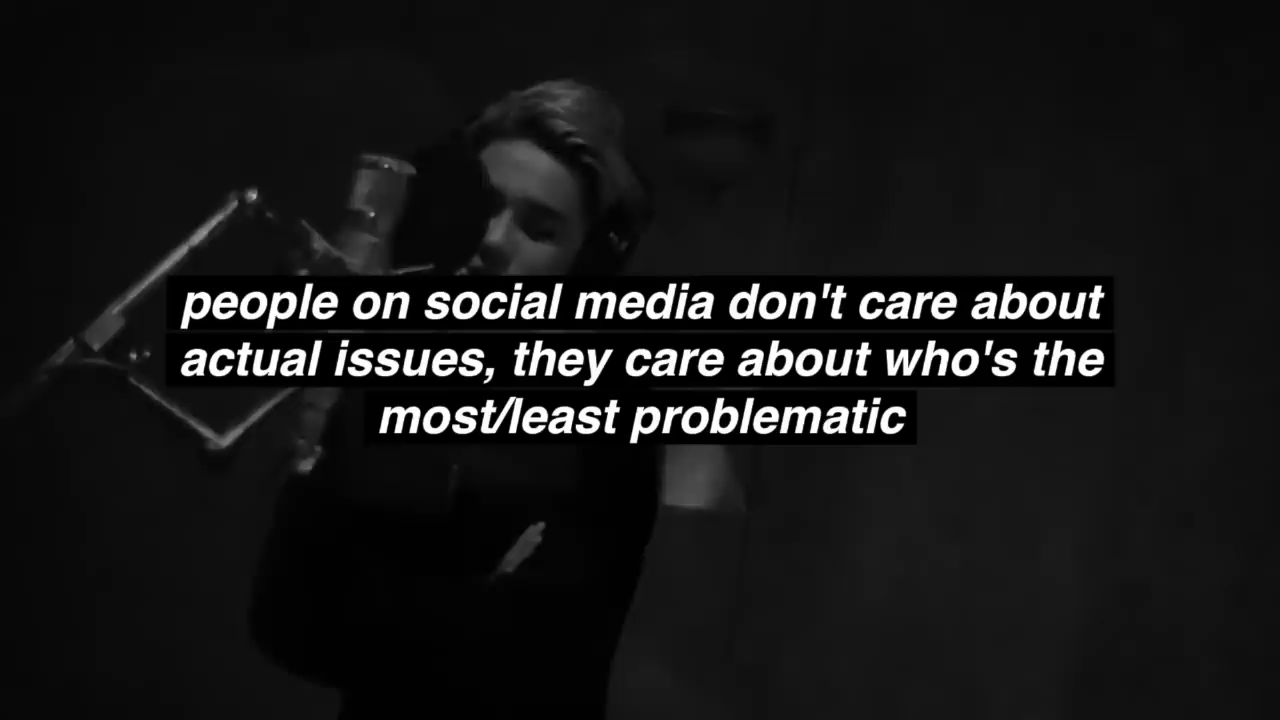 people on social media don't care about
actual issues, they care about who's the
most/least problematic